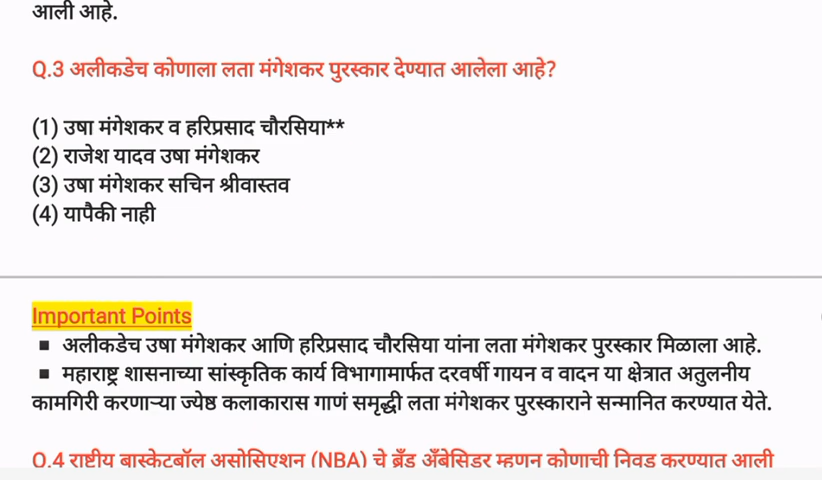 आली आहे.
Q.3 अलीकडेच कोणाला लता मंगेशकर पुरस्कार देण्यात आलेला आहे?
(1) उषा मंगेशकर व हरिप्रसाद चौरसिया**
(2) राजेश यादव उषा मंगेशकर
(3) उषा मंगेशकर सचिन श्रीवास्तव
(4) यापैकी नाही
Important Points
▪ अलीकडेच उषा मंगेशकर आणि हरिप्रसाद चौरसिया यांना लता मंगेशकर पुरस्कार मिळाला आहे.
▪ महाराष्ट्र शासनाच्या सांस्कृतिक कार्य विभागामार्फत दरवर्षी गायन व वादन या क्षेत्रात अतुलनीय
कामगिरी करणाऱ्या ज्येष्ठ कलाकारास गाणं समृद्धी लता मंगेशकर पुरस्काराने सन्मानित करण्यात येते.
Q.4 राष्टीय बास्केटबॉल असोसिएशन (NBA) चे ब्रँड अँबेसिडर म्हणन कोणाची निवड करण्यात आली